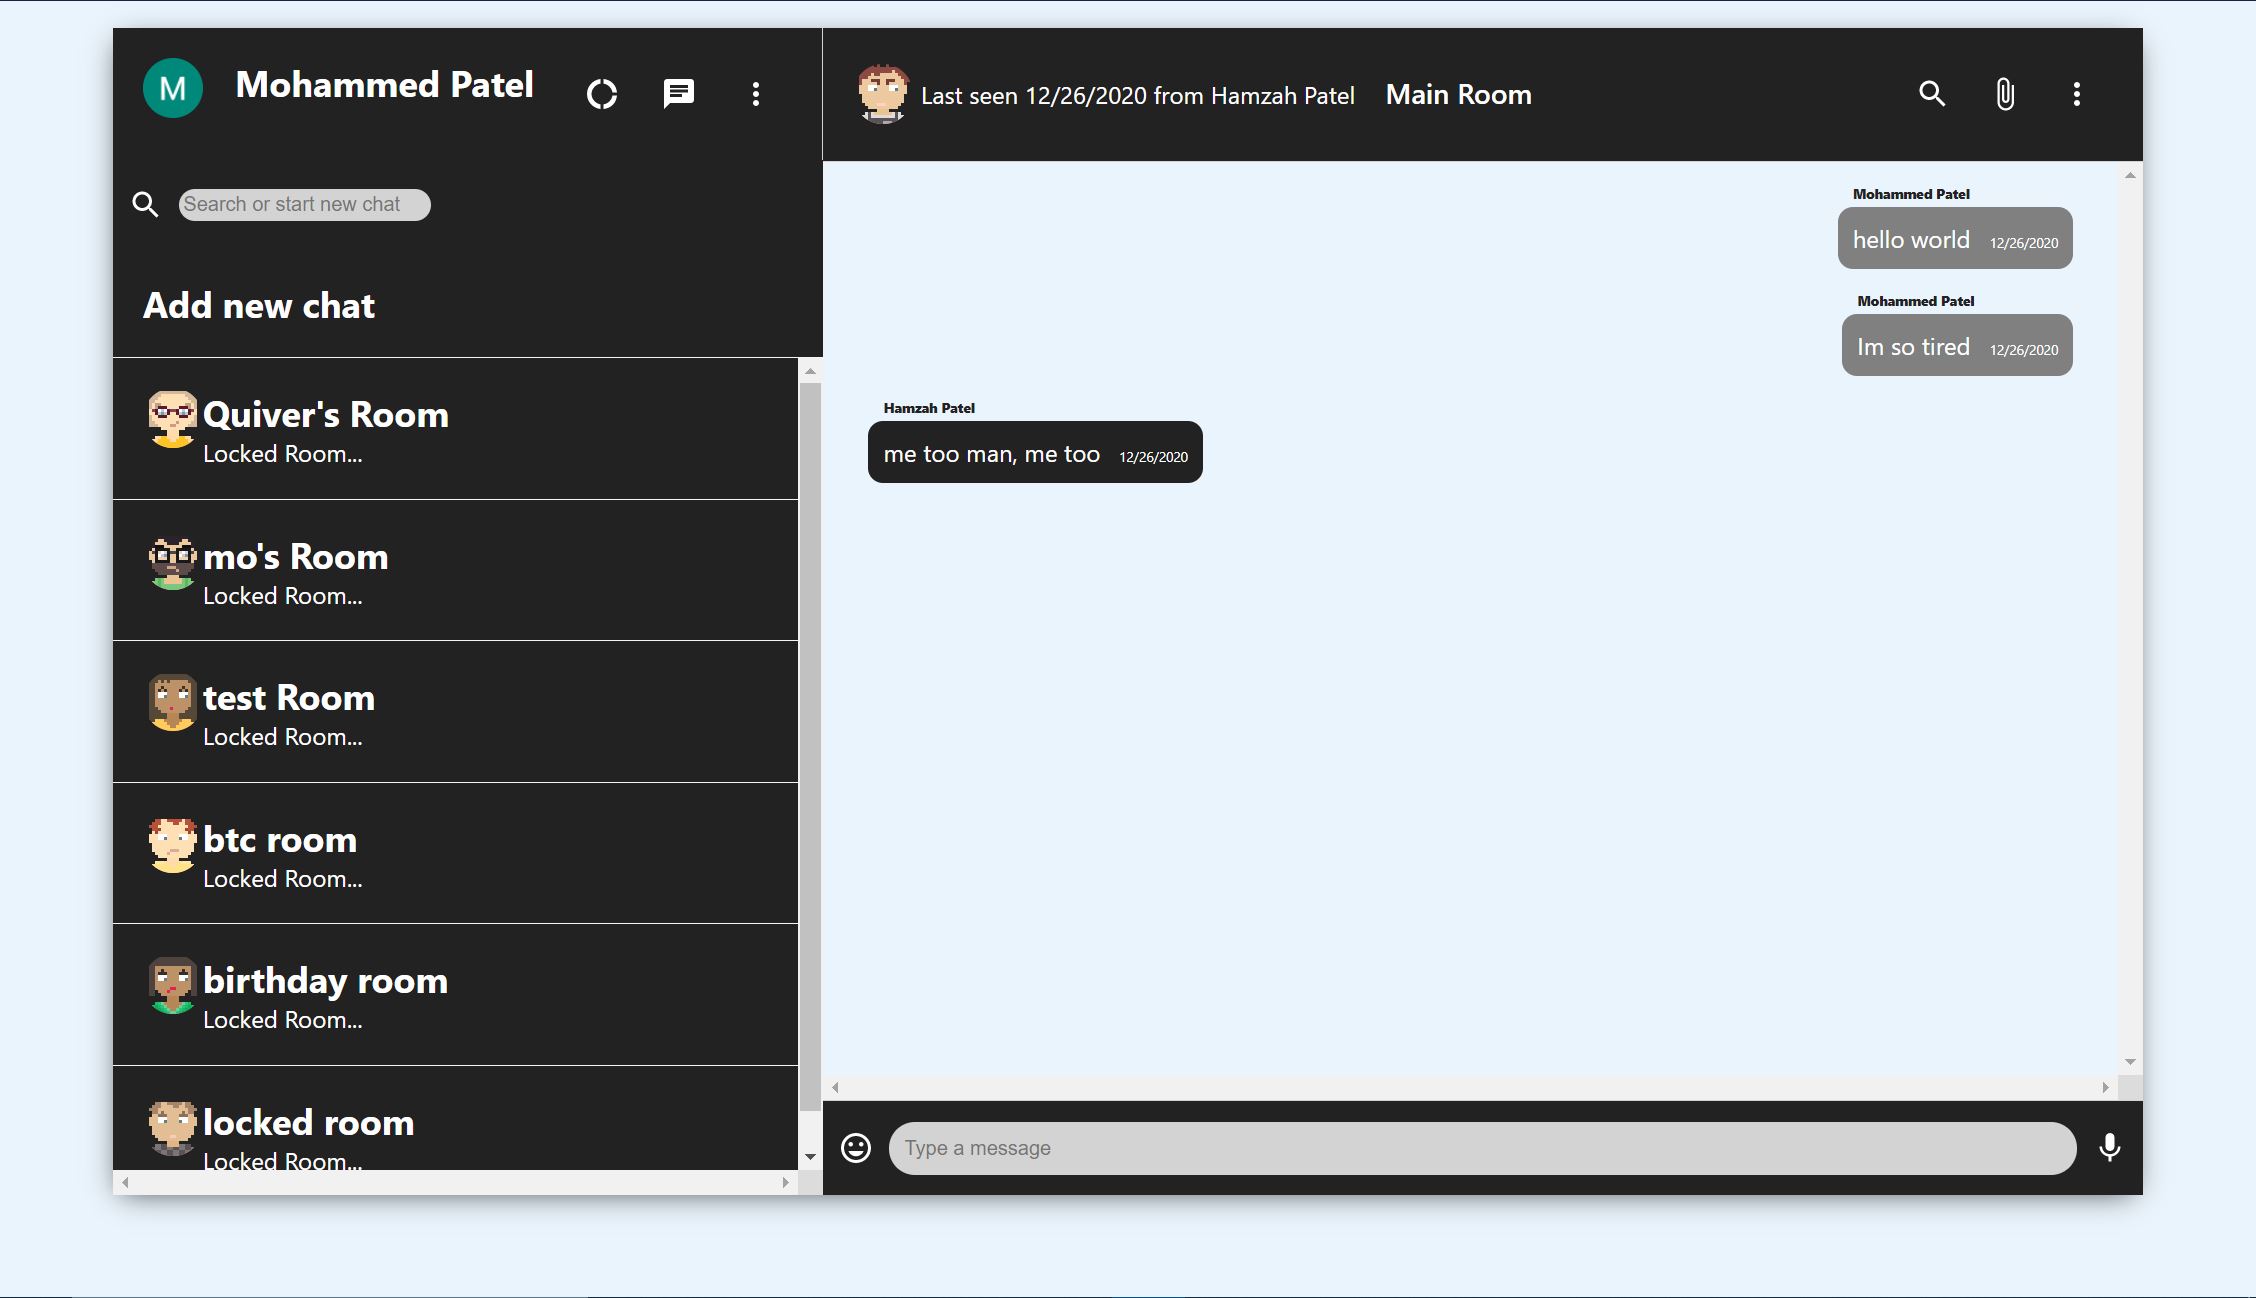 M
Mohammed Patel
Search or start new chat
Add new chat
Quiver's Room
Locked Room...
mo's Room
Locked Room...
test Room
Locked Room...
btc room
Locked Room...
birthday room
Locked Room...
locked room
Locked Room...
Last seen 12/26/2020 from Hamzah Patel Main Room
Mohammed Patel
hello world 12/26/2020
Mohammed Patel
Im so tired 12/26/2020
Hamzah Patel
me too man, me too 12/26/2020
Type a message